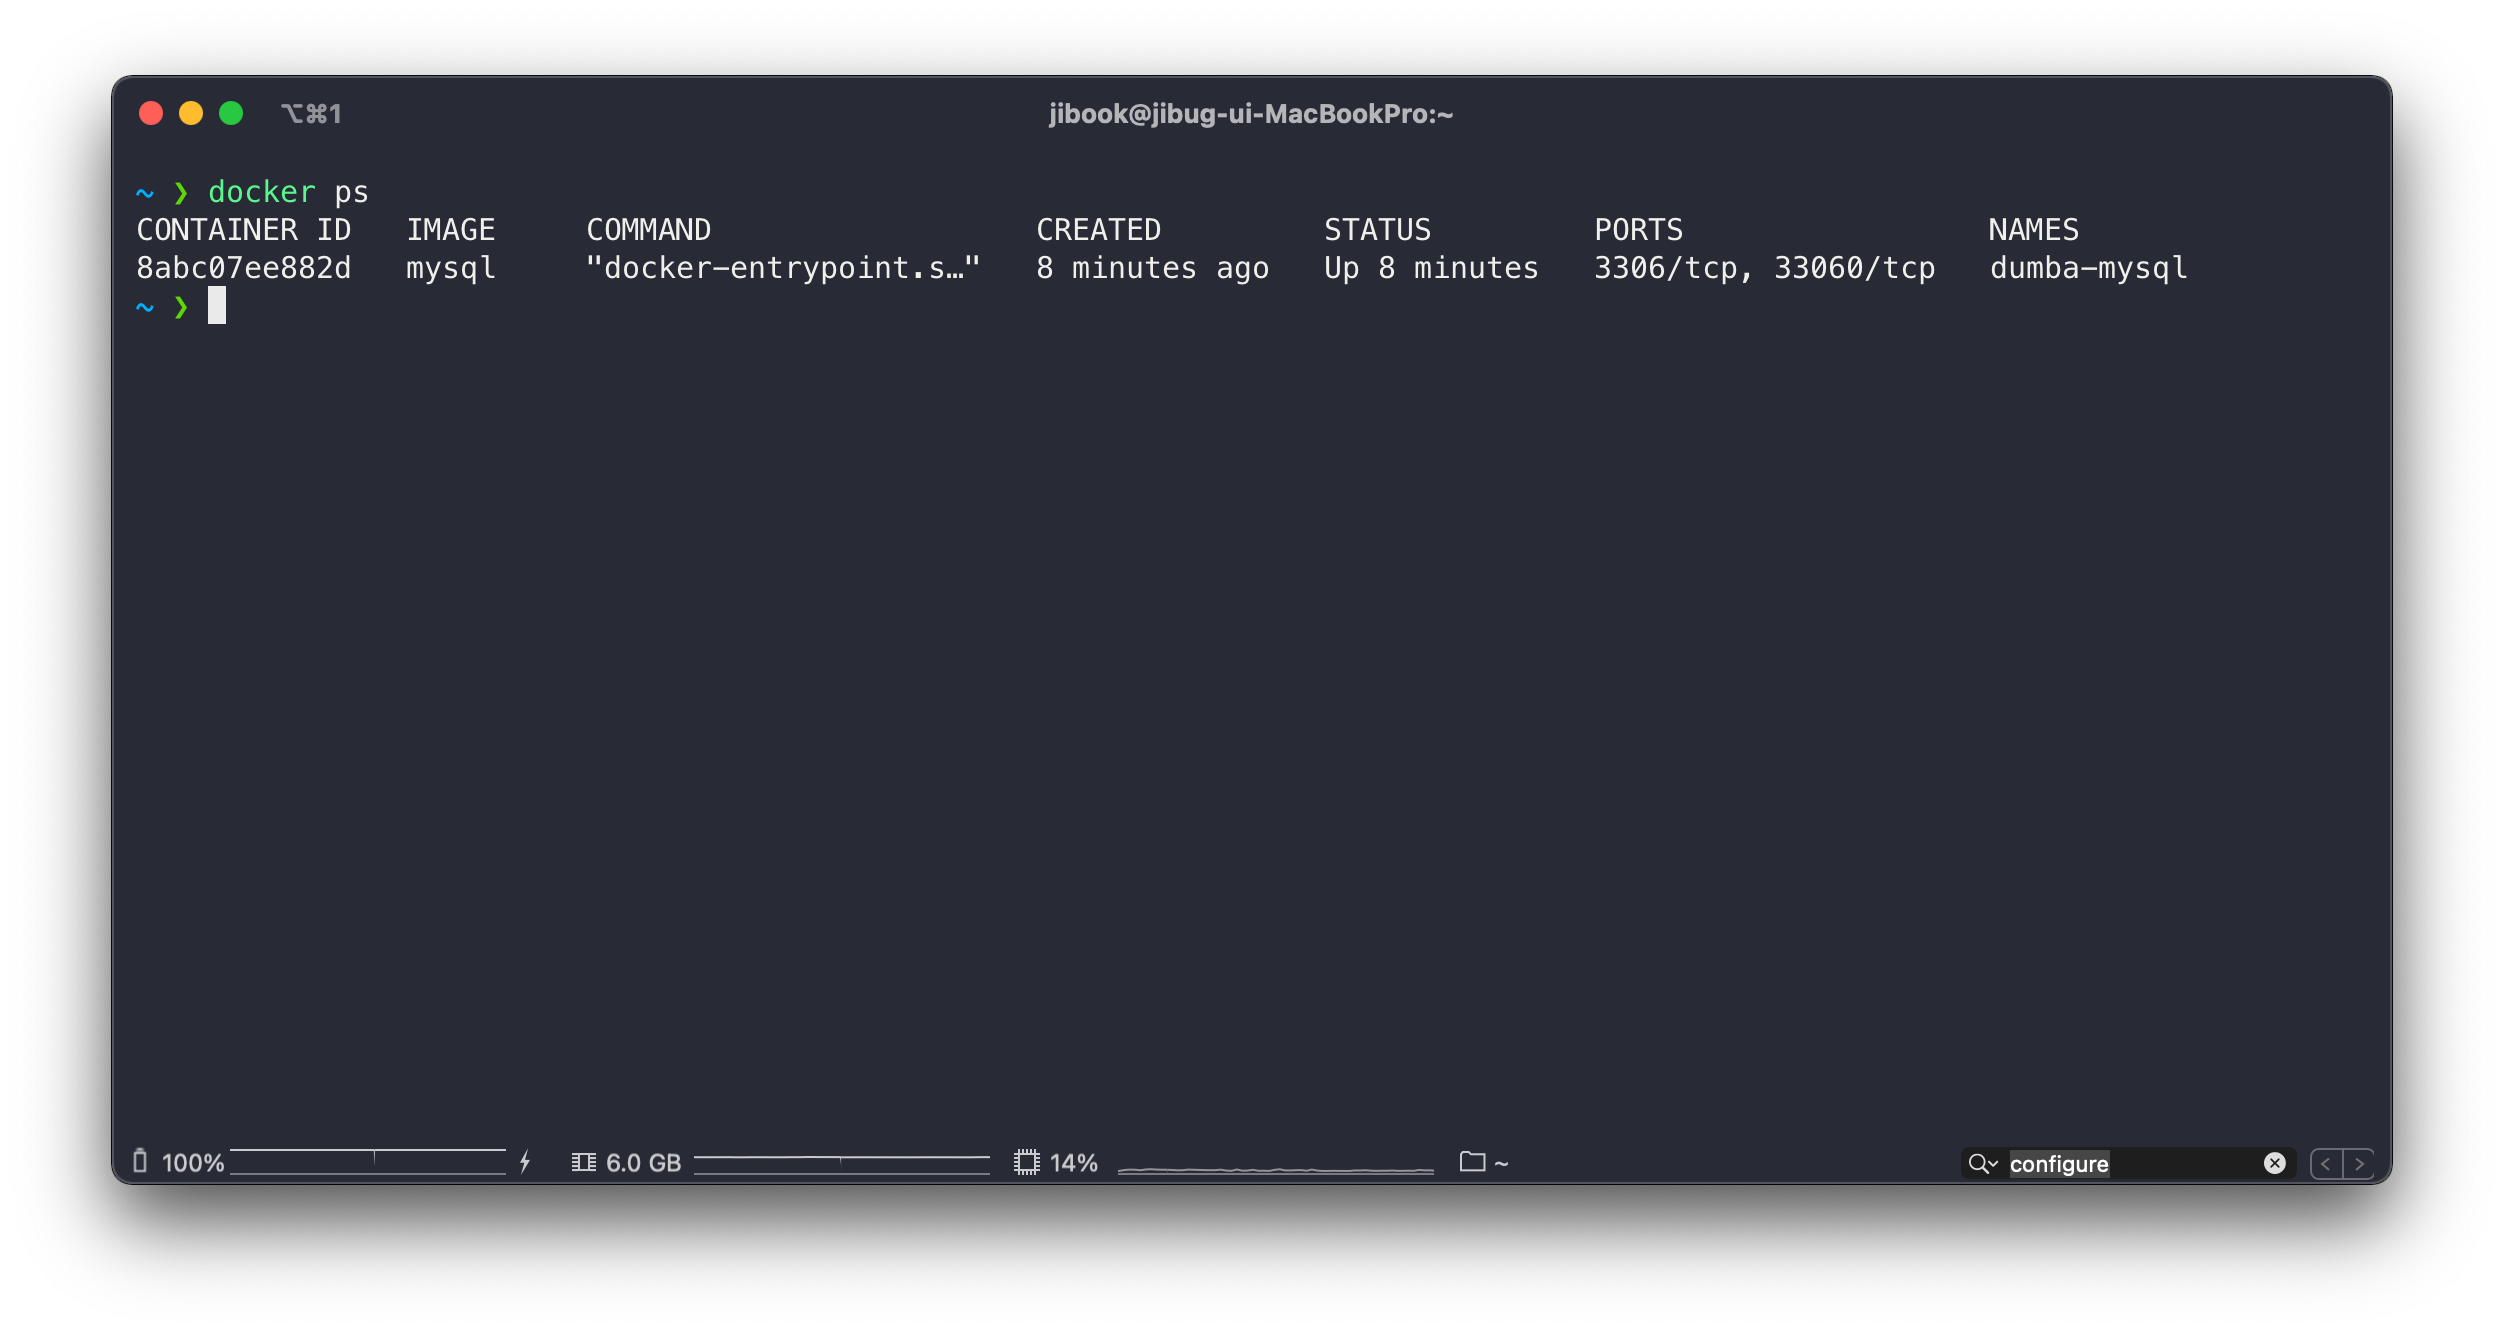 ⌥⌘1
jibook@jibug-ui-MacBookPro:~
~ ❯ docker ps
CONTAINER ID   IMAGE     COMMAND                  CREATED         STATUS         PORTS                 NAMES
8abc07ee882d   mysql     "docker-entrypoint.s…"   8 minutes ago   Up 8 minutes   3306/tcp, 33060/tcp   dumba-mysql
~ ❯
100% 6.0 GB 14% ~ configure